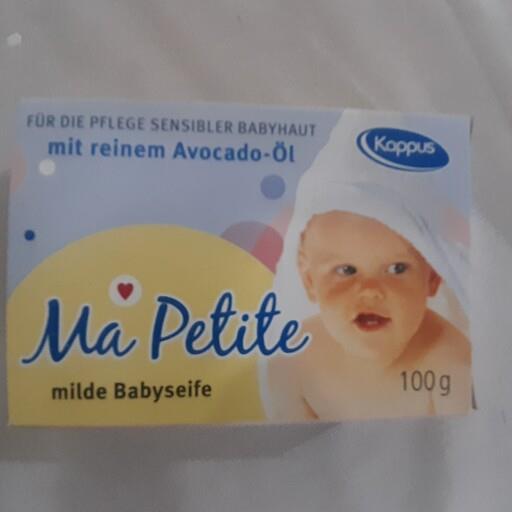 FÜR DIE PFLEGE SENSIBLER BABYHAUT
mit reinem Avocado-Öl
Kappus
Ma Petite
milde Babyseife
100g